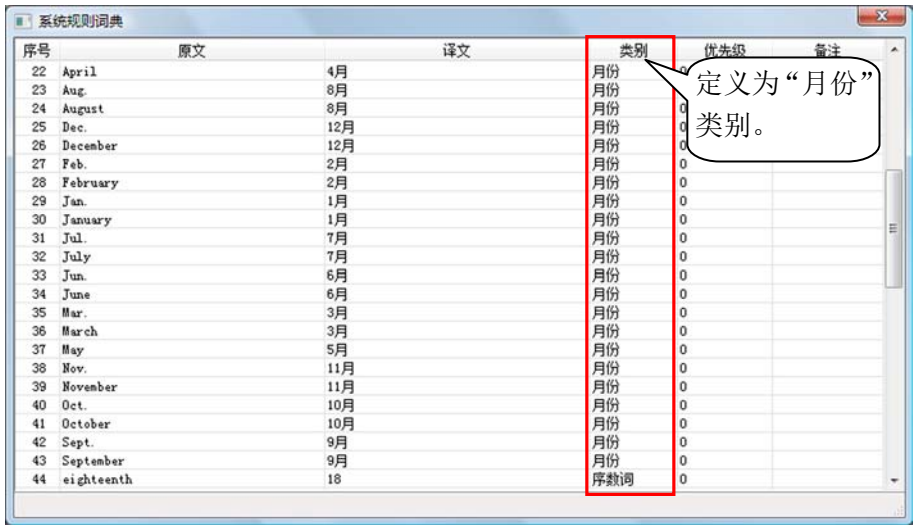 系统规则词典
序号 原文 译文 类别 优先级 备注
22 April 4月 月份 0
23 Aug. 8月 月份 0
24 August 8月 月份 0
25 Dec. 12月 月份 0
26 December 12月 月份 0
27 Feb. 2月 月份 0
28 February 2月 月份 0
29 Jan. 1月 月份 0
30 January 1月 月份 0
31 Jul. 7月 月份 0
32 July 7月 月份 0
33 Jun. 6月 月份 0
34 June 6月 月份 0
35 Mar. 3月 月份 0
36 March 3月 月份 0
37 May 5月 月份 0
38 Nov. 11月 月份 0
39 November 11月 月份 0
40 Oct. 10月 月份 0
41 October 10月 月份 0
42 Sept. 9月 月份 0
43 September 9月 月份 0
44 eighteenth 18 序数词 0
定义为“月份”
类别。